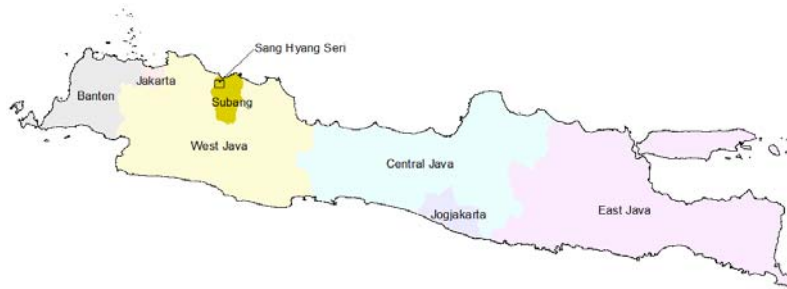 Sang Hyang Seri
Jakarta
Banten
Subang
West Java
Central Java
Jogjakarta
East Java